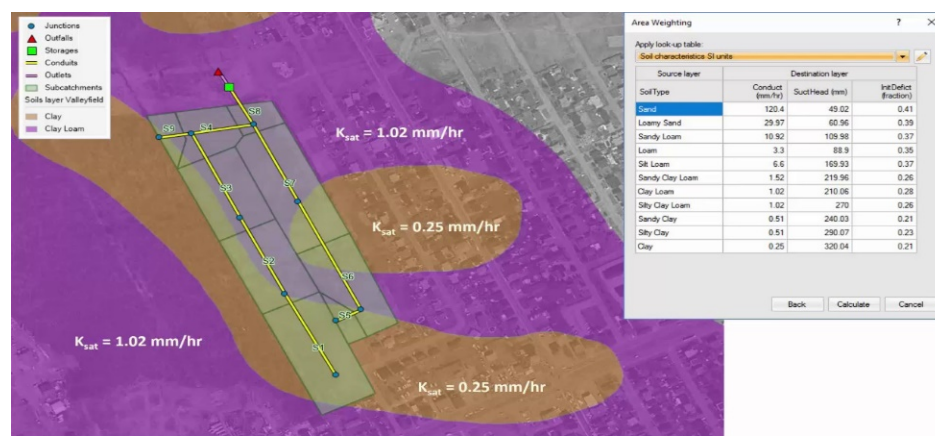 Junctions
Outfalls
Storages
Conduits
Outlets
Subcatchments
Soils layer Valleyfield
Clay
Clay Loam
S9
S4
S8
S3
S7
S2
S6
S5
S1
Ksat = 1.02 mm/hr
Ksat = 0.25 mm/hr
Ksat = 1.02 mm/hr
Ksat = 0.25 mm/hr
Area Weighting ? ×
Apply look-up table:
Soil characteristics SI units
Source layer Destination layer
SoilType Conduct (mm/hr) SuctHead (mm) IntDefict (fraction)
Sand 120.4 49.02 0.41
Loamy Sand 29.97 60.96 0.39
Sandy Loam 10.92 109.98 0.37
Loam 3.3 88.9 0.35
Silt Loam 6.6 169.93 0.37
Sandy Clay Loam 1.52 219.96 0.26
Clay Loam 1.02 210.06 0.28
Silty Clay Loam 1.02 270 0.26
Sandy Clay 0.51 240.03 0.21
Silty Clay 0.51 290.07 0.23
Clay 0.25 320.04 0.21
Back Calculate Cancel